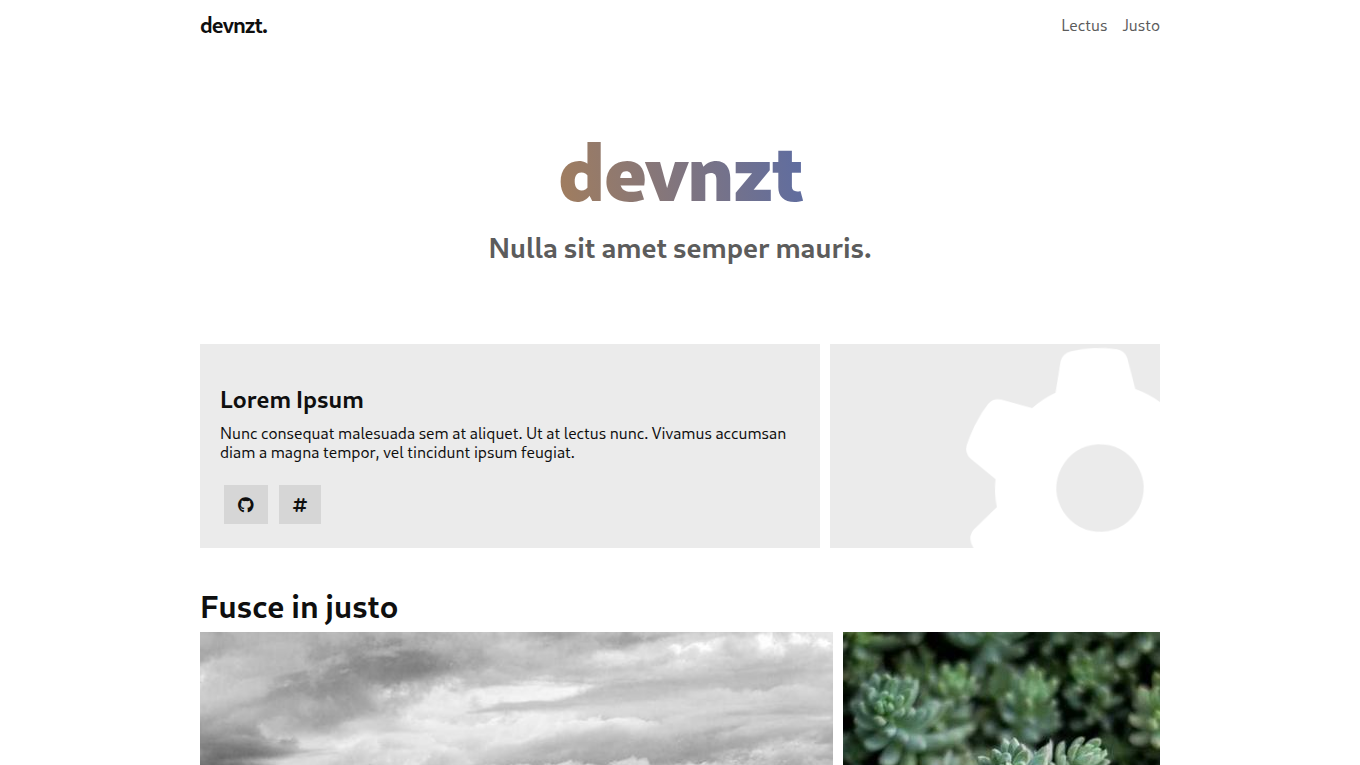 devnzt.
Lectus Justo
devnzt
Nulla sit amet semper mauris.
Lorem Ipsum
Nunc consequat malesuada sem at aliquet. Ut at lectus nunc. Vivamus accumsan
diam a magna tempor, vel tincidunt ipsum feugiat.
#
Fusce in justo